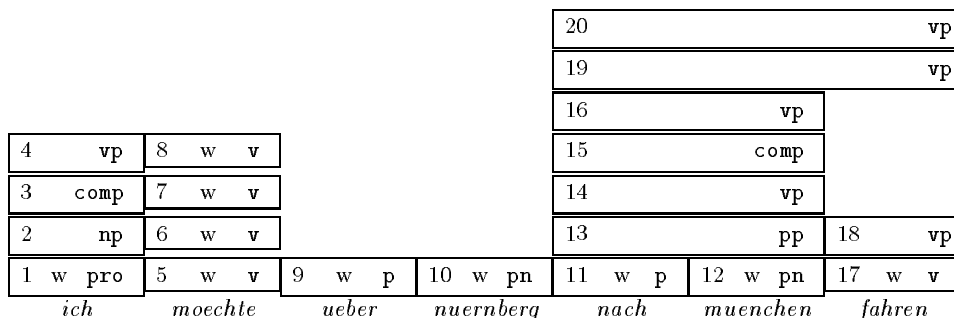 20 vp
19 vp
16 vp
4 vp 8 w v 15 comp
3 comp 7 w v 14 vp
2 np 6 w v 13 pp 18 vp
1 w pro 5 w v 9 w p 10 w pn 11 w p 12 w pn 17 w v
ich moechte ueber nuernberg nach muenchen fahren